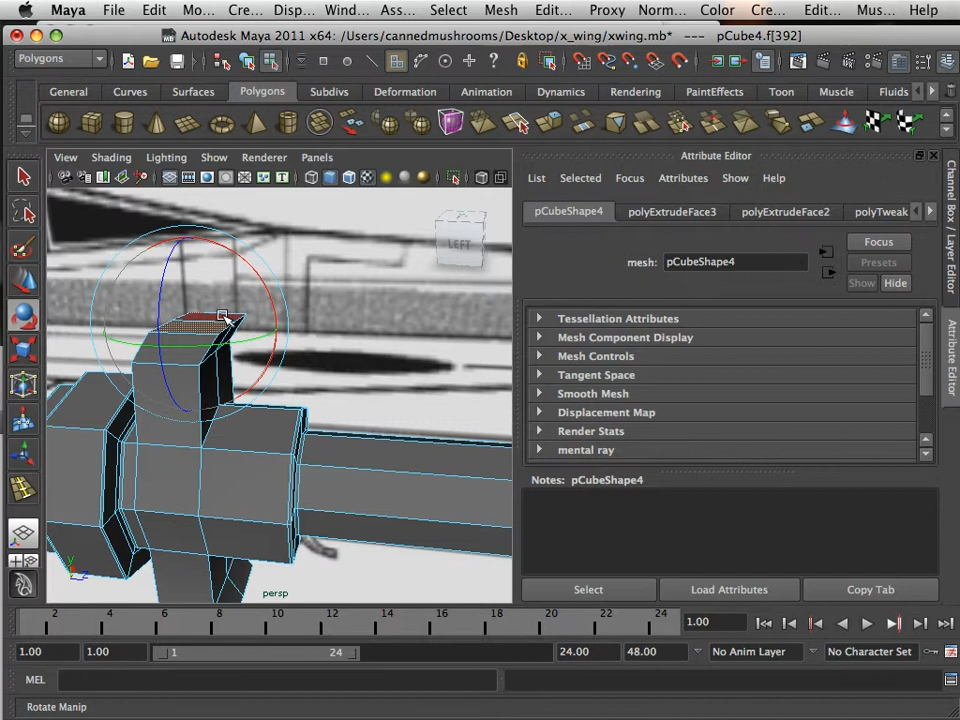 Maya File Edit Mo... Cre... Disp... Wind... Ass... Select Mesh Edit... Proxy Norm... Color Cre... Edit... Mus... Help
Autodesk Maya 2011 x64: /Users/cannedmushrooms/Desktop/x_wing/xwing.mb* --- pCube4.f[392]
Polygons
General Curves Surfaces Polygons Subdivs Deformation Animation Dynamics Rendering PaintEffects Toon Muscle Fluids
View Shading Lighting Show Renderer Panels
Attribute Editor
List Selected Focus Attributes Show Help
pCubeShape4 polyExtrudeFace3 polyExtrudeFace2 polyTweak
mesh: pCubeShape4
Focus
Presets
Show Hide
LEFT
Tessellation Attributes
Mesh Component Display
Mesh Controls
Tangent Space
Smooth Mesh
Displacement Map
Render Stats
mental ray
Notes: pCubeShape4
Select Load Attributes Copy Tab
Channel Box / Layer Editor
Attribute Editor
y
z
persp
2 4 6 8 10 12 14 16 18 20 22 24
1.00
1.00 1.00 1 24 24.00 48.00 No Anim Layer No Character Set
MEL
Rotate Manip